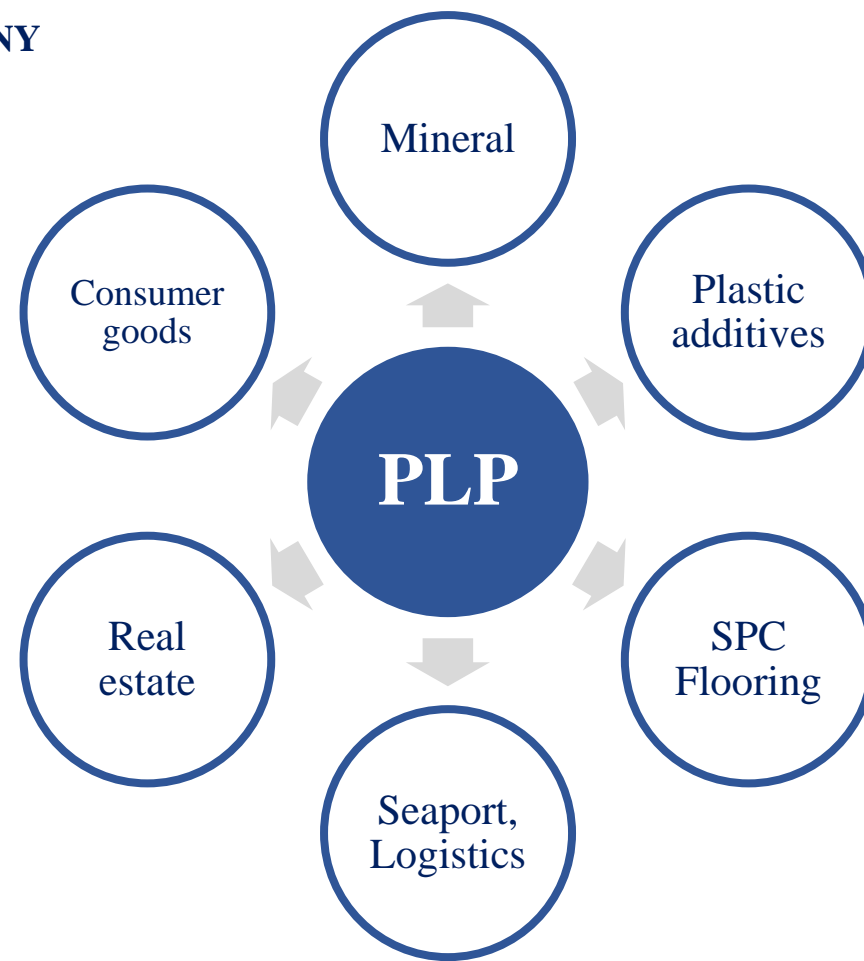 NY
Mineral
Consumer
goods
Plastic
additives
PLP
Real
estate
SPC
Flooring
Seaport,
Logistics